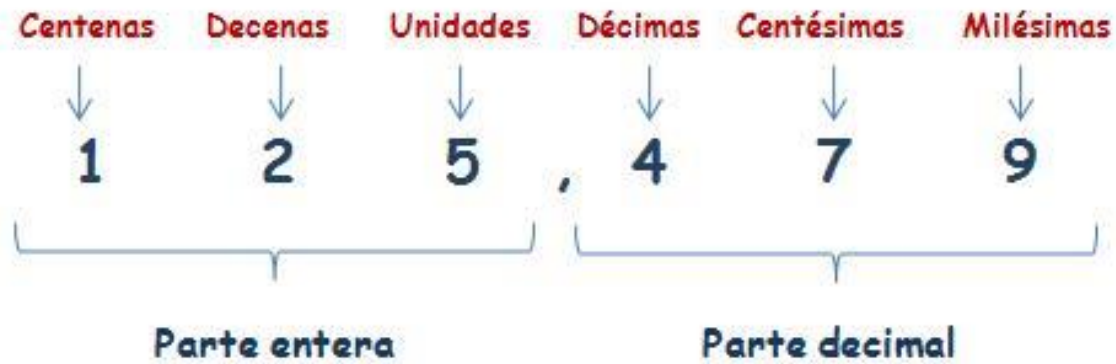 Centenas Decenas Unidades Décimas Centésimas Milésimas
1 2 5 , 4 7 9
Parte entera Parte decimal